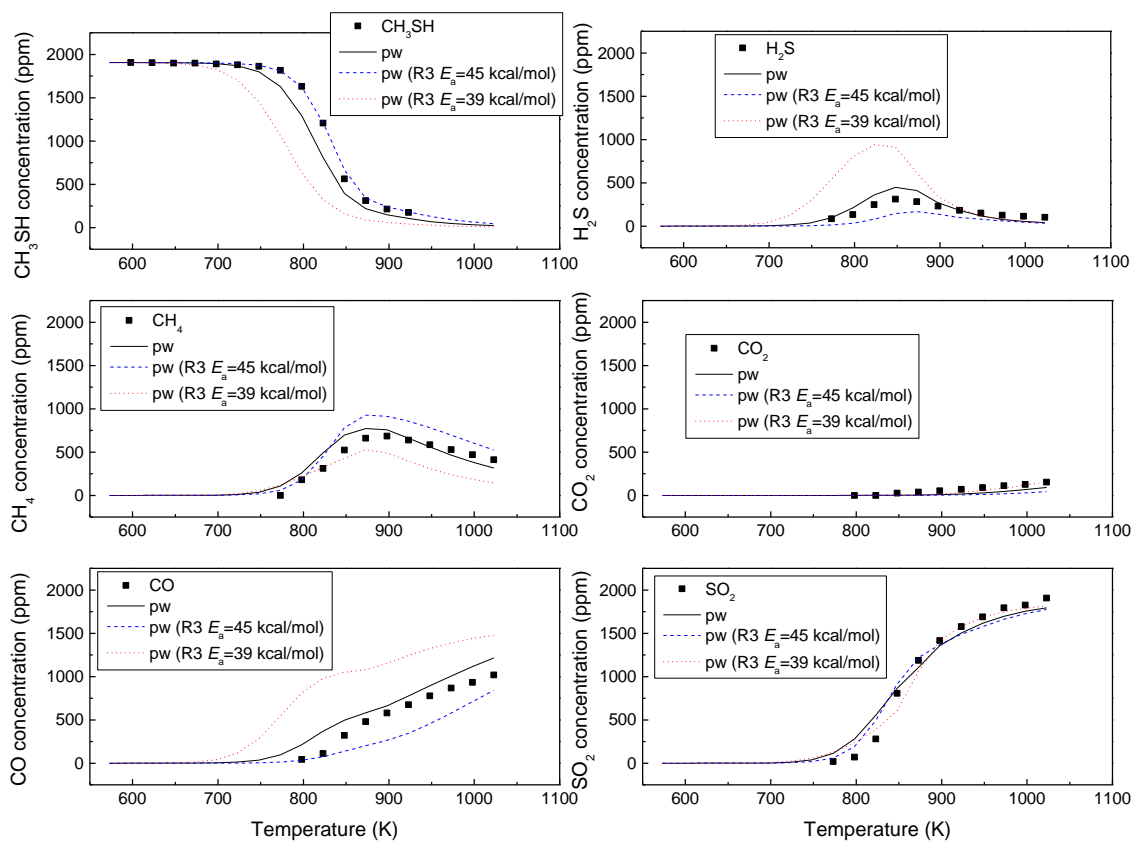 CH₃SH
pw
pw (R3 Eₐ=45 kcal/mol)
pw (R3 Eₐ=39 kcal/mol)
CH₃SH concentration (ppm)
2000
1500
1000
500
0
600 700 800 900 1000 1100
H₂S
pw
pw (R3 Eₐ=45 kcal/mol)
pw (R3 Eₐ=39 kcal/mol)
H₂S concentration (ppm)
2000
1500
1000
500
0
600 700 800 900 1000 1100
CH₄
pw
pw (R3 Eₐ=45 kcal/mol)
pw (R3 Eₐ=39 kcal/mol)
CH₄ concentration (ppm)
2000
1500
1000
500
0
600 700 800 900 1000 1100
CO₂
pw
pw (R3 Eₐ=45 kcal/mol)
pw (R3 Eₐ=39 kcal/mol)
CO₂ concentration (ppm)
2000
1500
1000
500
0
600 700 800 900 1000 1100
CO
pw
pw (R3 Eₐ=45 kcal/mol)
pw (R3 Eₐ=39 kcal/mol)
CO concentration (ppm)
2000
1500
1000
500
0
600 700 800 900 1000 1100
Temperature (K)
SO₂
pw
pw (R3 Eₐ=45 kcal/mol)
pw (R3 Eₐ=39 kcal/mol)
SO₂ concentration (ppm)
2000
1500
1000
500
0
600 700 800 900 1000 1100
Temperature (K)